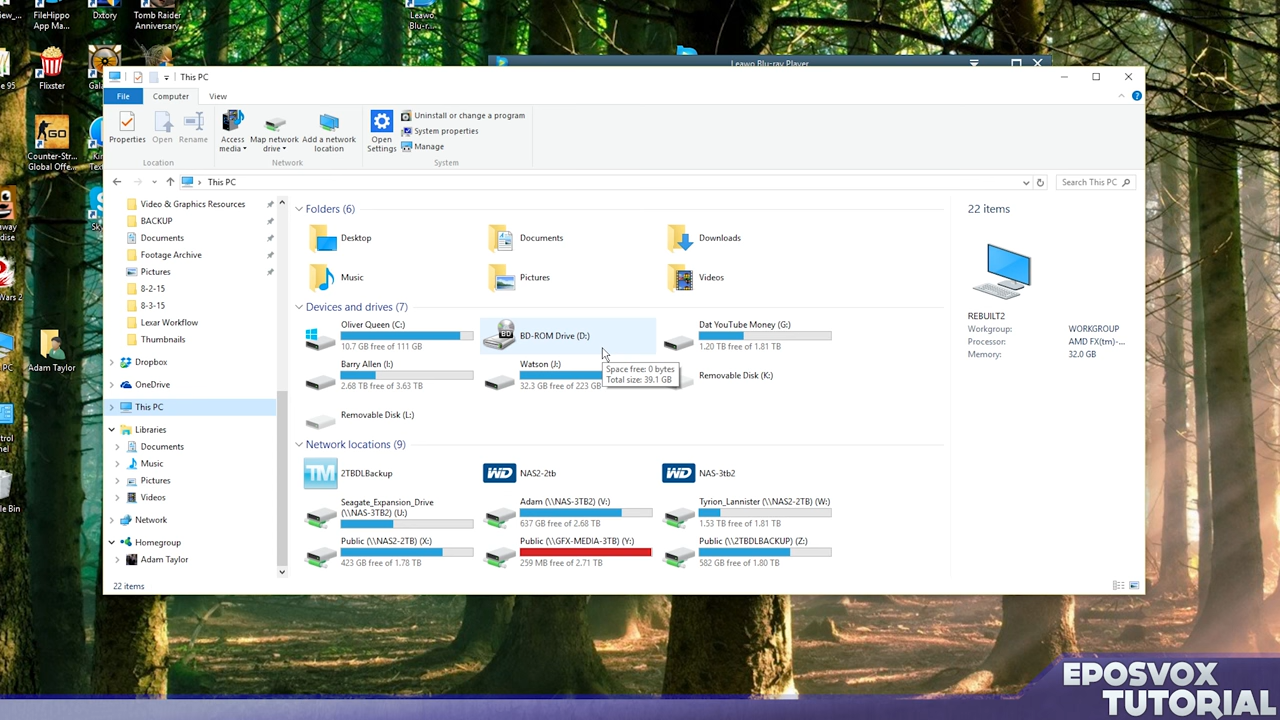 FileHippo
App Ma...
Dxtory
Tomb Raider
Anniversary
Leawo
Blu-r...
Flixster
Counter-Str...
Global Offe...
Adam Taylor
Leawo Blu-ray Player
This PC
File
Computer
View
Properties
Open
Rename
Location
Access
media
Map network
drive
Add a network
location
Network
Open
Settings
Uninstall or change a program
System properties
Manage
System
This PC
Search This PC
Video & Graphics Resources
BACKUP
Documents
Footage Archive
Pictures
8-2-15
8-3-15
Lexar Workflow
Thumbnails
Dropbox
OneDrive
This PC
Libraries
Documents
Music
Pictures
Videos
Network
Homegroup
Adam Taylor
22 items
Folders (6)
Desktop
Documents
Downloads
Music
Pictures
Videos
Devices and drives (7)
Oliver Queen (C:)
10.7 GB free of 111 GB
BD
BD-ROM Drive (D:)
Dat YouTube Money (G:)
1.20 TB free of 1.81 TB
Barry Allen (I:)
2.68 TB free of 3.63 TB
Watson (J:)
32.3 GB free of 223 GB
Space free: 0 bytes
Total size: 39.1 GB
Removable Disk (K:)
Removable Disk (L:)
Network locations (9)
TM
2TBDLBackup
WD
NAS2-2tb
WD
NAS-3tb2
Seagate_Expansion_Drive
(\\NAS-3TB2) (U:)
Adam (\\NAS-3TB2) (V:)
637 GB free of 2.68 TB
Tyrion_Lannister (\\NAS2-2TB) (W:)
1.53 TB free of 1.81 TB
Public (\\NAS2-2TB) (X:)
423 GB free of 1.78 TB
Public (\\GFX-MEDIA-3TB) (Y:)
259 MB free of 2.71 TB
Public (\\2TBDLBACKUP) (Z:)
582 GB free of 1.80 TB
22 items
REBUILT2
Workgroup: WORKGROUP
Processor: AMD FX(tm)-...
Memory: 32.0 GB
EPOSVOX
TUTORIAL